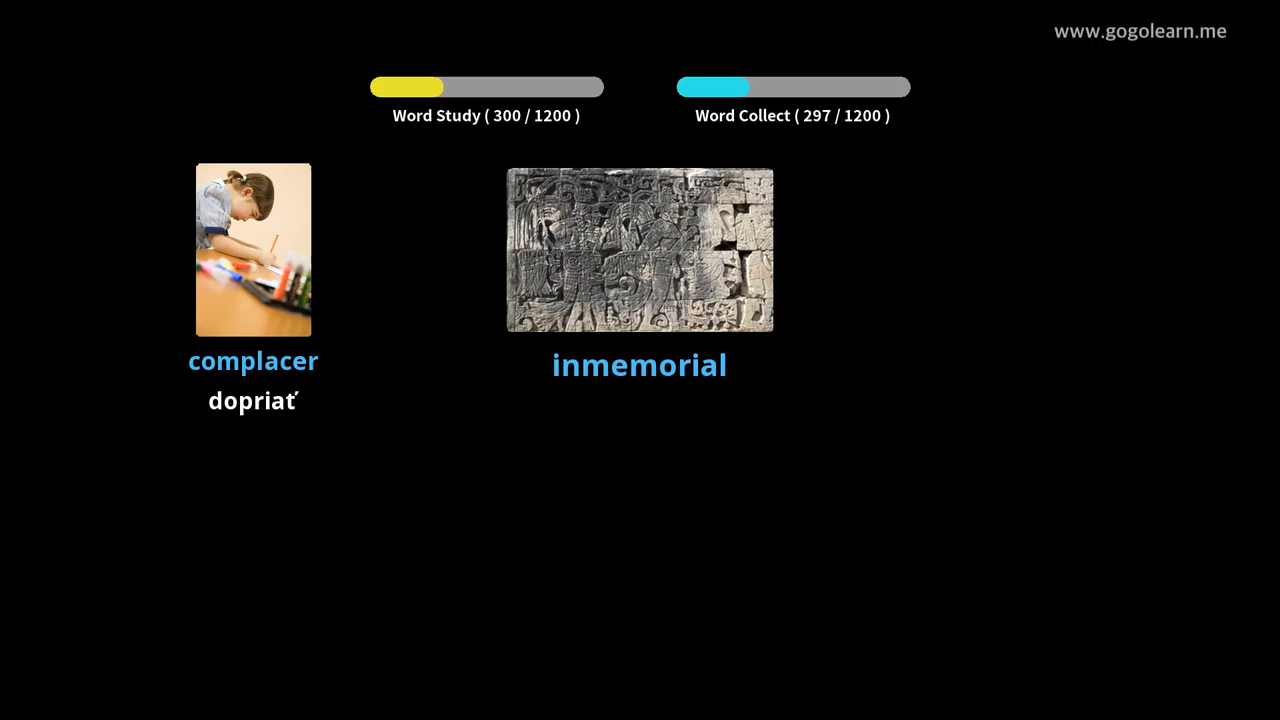 www.gogolearn.me
Word Study ( 300 / 1200 )
Word Collect ( 297 / 1200 )
complacer
dopriať
inmemorial